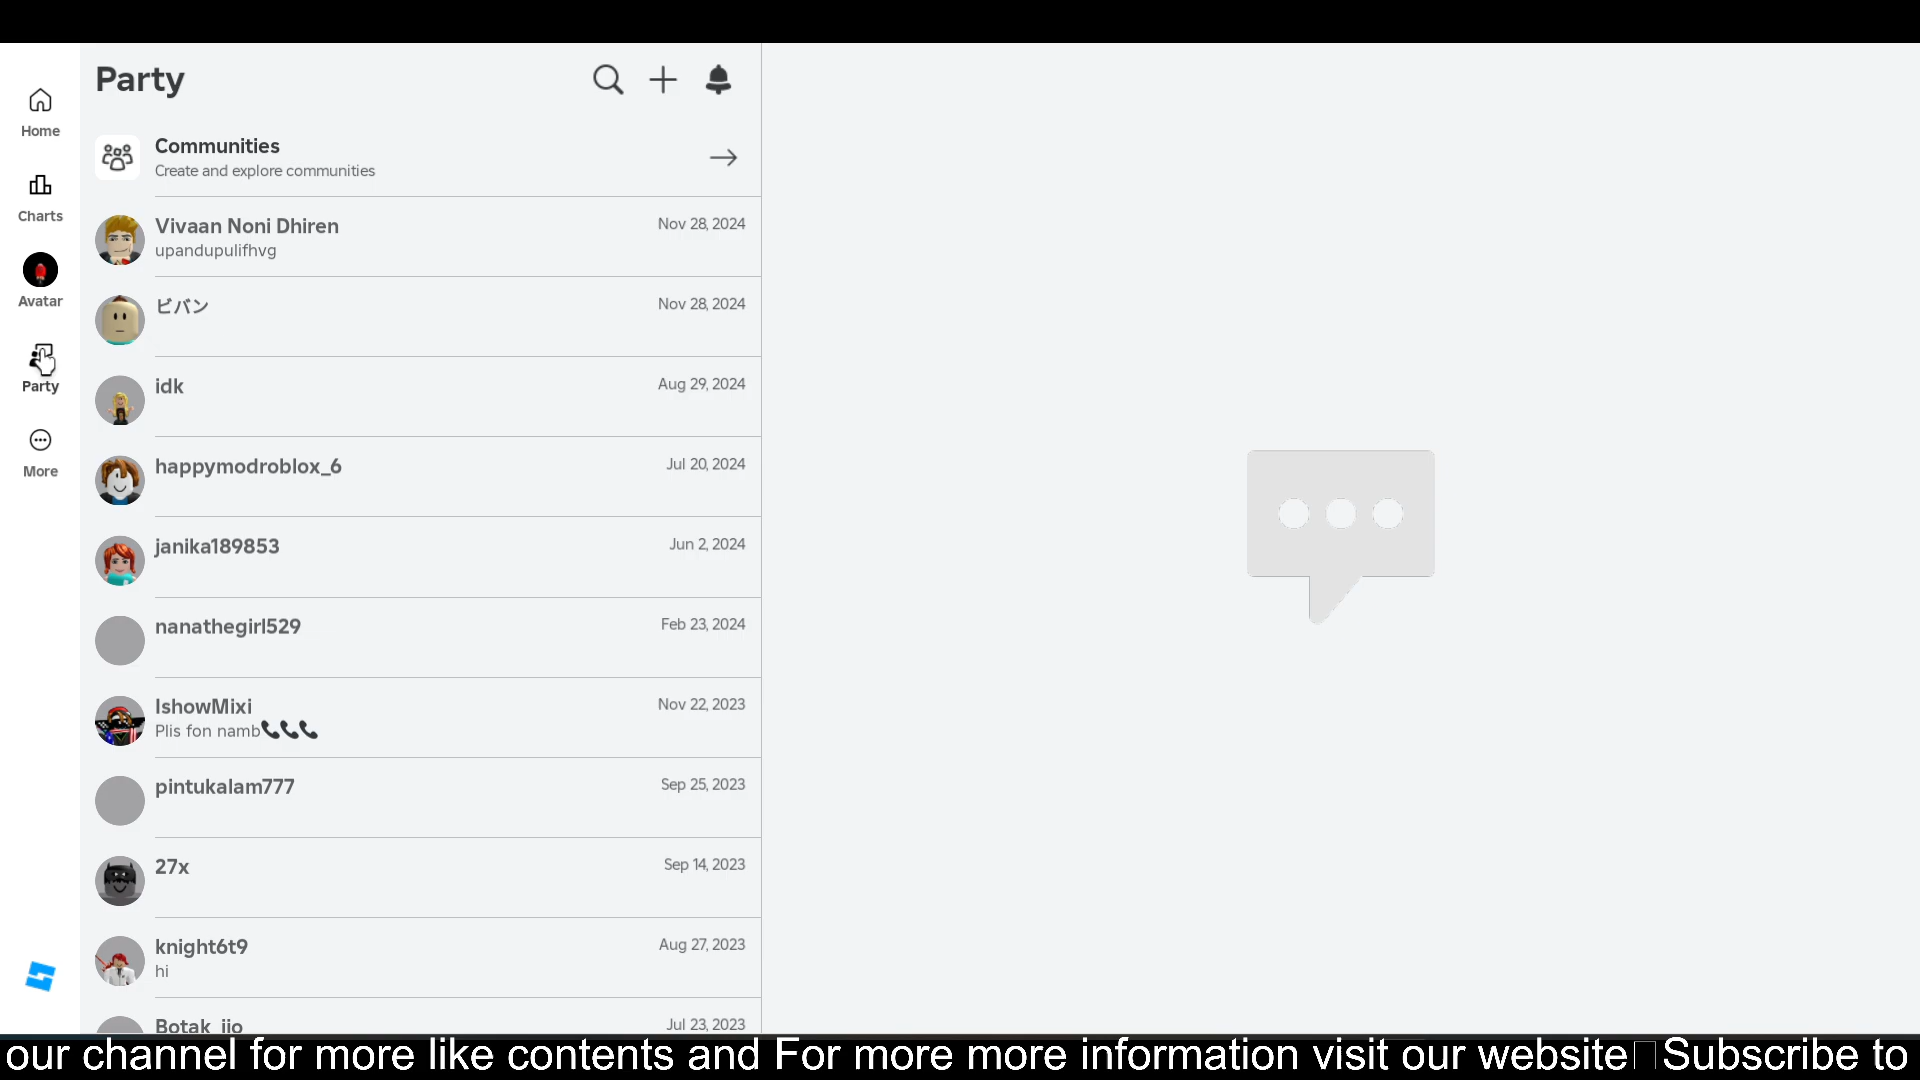 Party
Home
Charts
Avatar
Party
More
Communities
Create and explore communities
Vivaan Noni Dhiren
Nov 28, 2024
upandupulifhvg
ビバン
Nov 28, 2024
idk
Aug 29, 2024
happymodroblox_6
Jul 20, 2024
janika189853
Jun 2, 2024
nanathegirl529
Feb 23, 2024
IshowMixi
Nov 22, 2023
Plis fon namb📞📞📞
pintukalam777
Sep 25, 2023
27x
Sep 14, 2023
knight6t9
Aug 27, 2023
hi
Botak_jjo
Jul 23, 2023
our channel for more like contents and For more more information visit our website Subscribe to